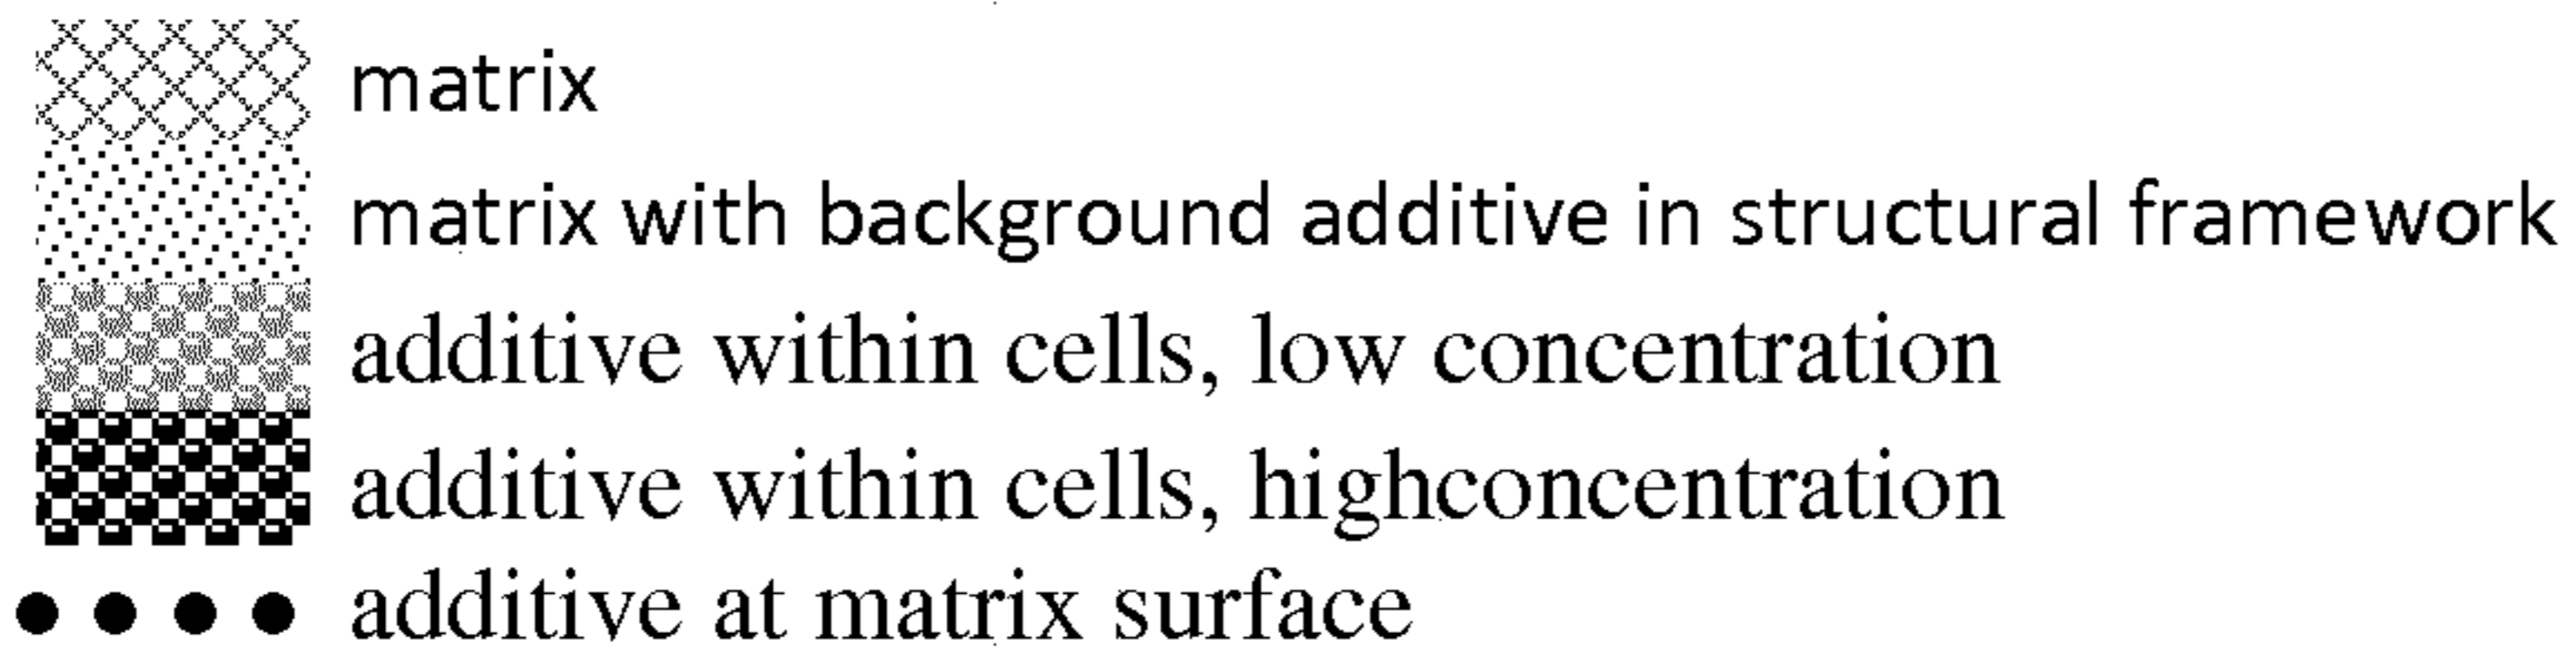 matrix
matrix with background additive in structural framework
additive within cells, low concentration
additive within cells, highconcentration
additive at matrix surface